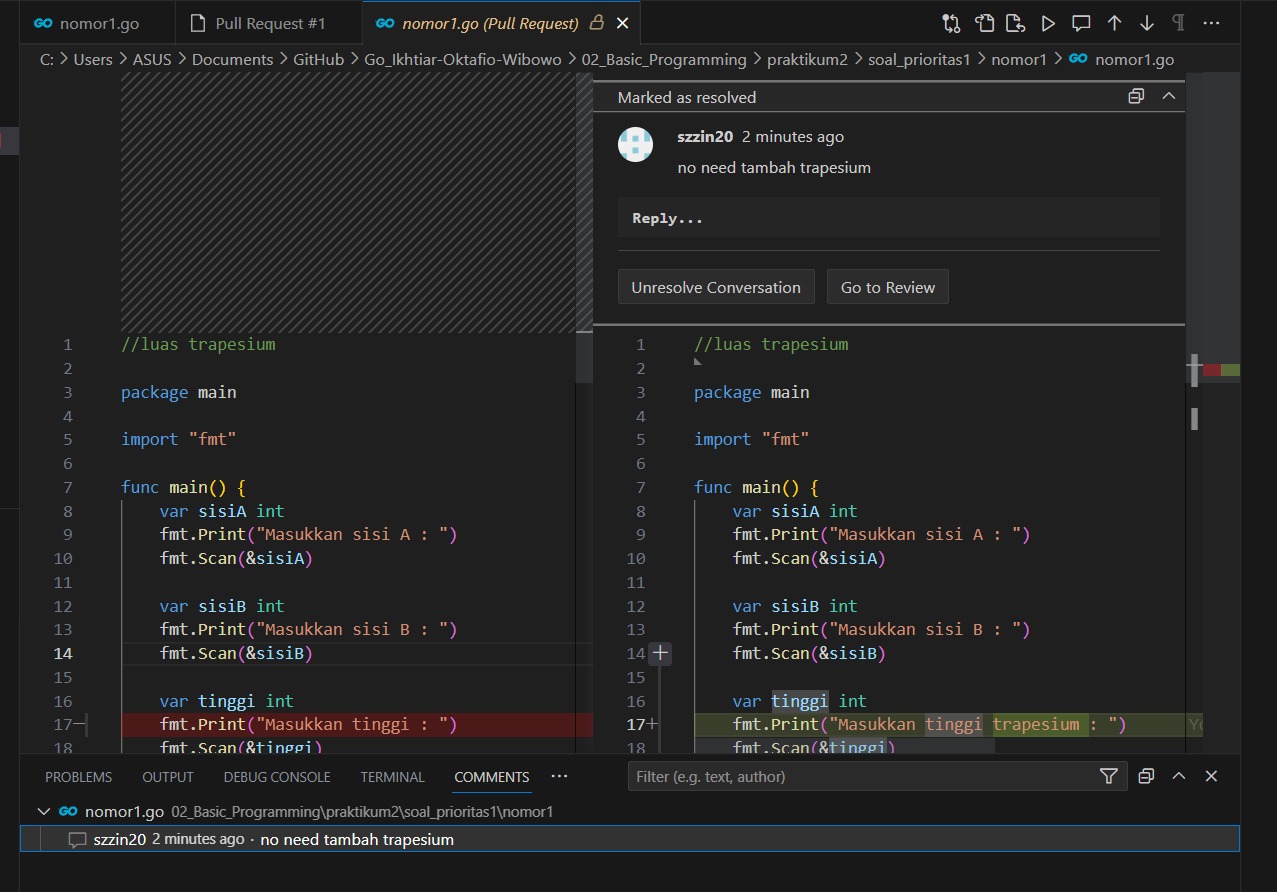 nomor1.go Pull Request #1 nomor1.go (Pull Request)
C: > Users > ASUS > Documents > GitHub > Go_Ikhtiar-Oktafio-Wibowo > 02_Basic_Programming > praktikum2 > soal_prioritas1 > nomor1 > nomor1.go
Marked as resolved
szzin20 2 minutes ago
no need tambah trapesium
Reply...
Unresolve Conversation Go to Review
1 //luas trapesium
2
3 package main
4
5 import "fmt"
6
7 func main() {
8 var sisiA int
9 fmt.Print("Masukkan sisi A : ")
10 fmt.Scan(&sisiA)
11
12 var sisiB int
13 fmt.Print("Masukkan sisi B : ")
14 fmt.Scan(&sisiB)
15
16 var tinggi int
17− fmt.Print("Masukkan tinggi : ")
18 fmt.Scan(&tinggi)
1 //luas trapesium
2
3 package main
4
5 import "fmt"
6
7 func main() {
8 var sisiA int
9 fmt.Print("Masukkan sisi A : ")
10 fmt.Scan(&sisiA)
11
12 var sisiB int
13 fmt.Print("Masukkan sisi B : ")
14 fmt.Scan(&sisiB)
15
16 var tinggi int
17+ fmt.Print("Masukkan tinggi trapesium : ")
18 fmt.Scan(&tinggi)
PROBLEMS OUTPUT DEBUG CONSOLE TERMINAL COMMENTS ... Filter (e.g. text, author)
nomor1.go 02_Basic_Programming\praktikum2\soal_prioritas1\nomor1
szzin20 2 minutes ago · no need tambah trapesium